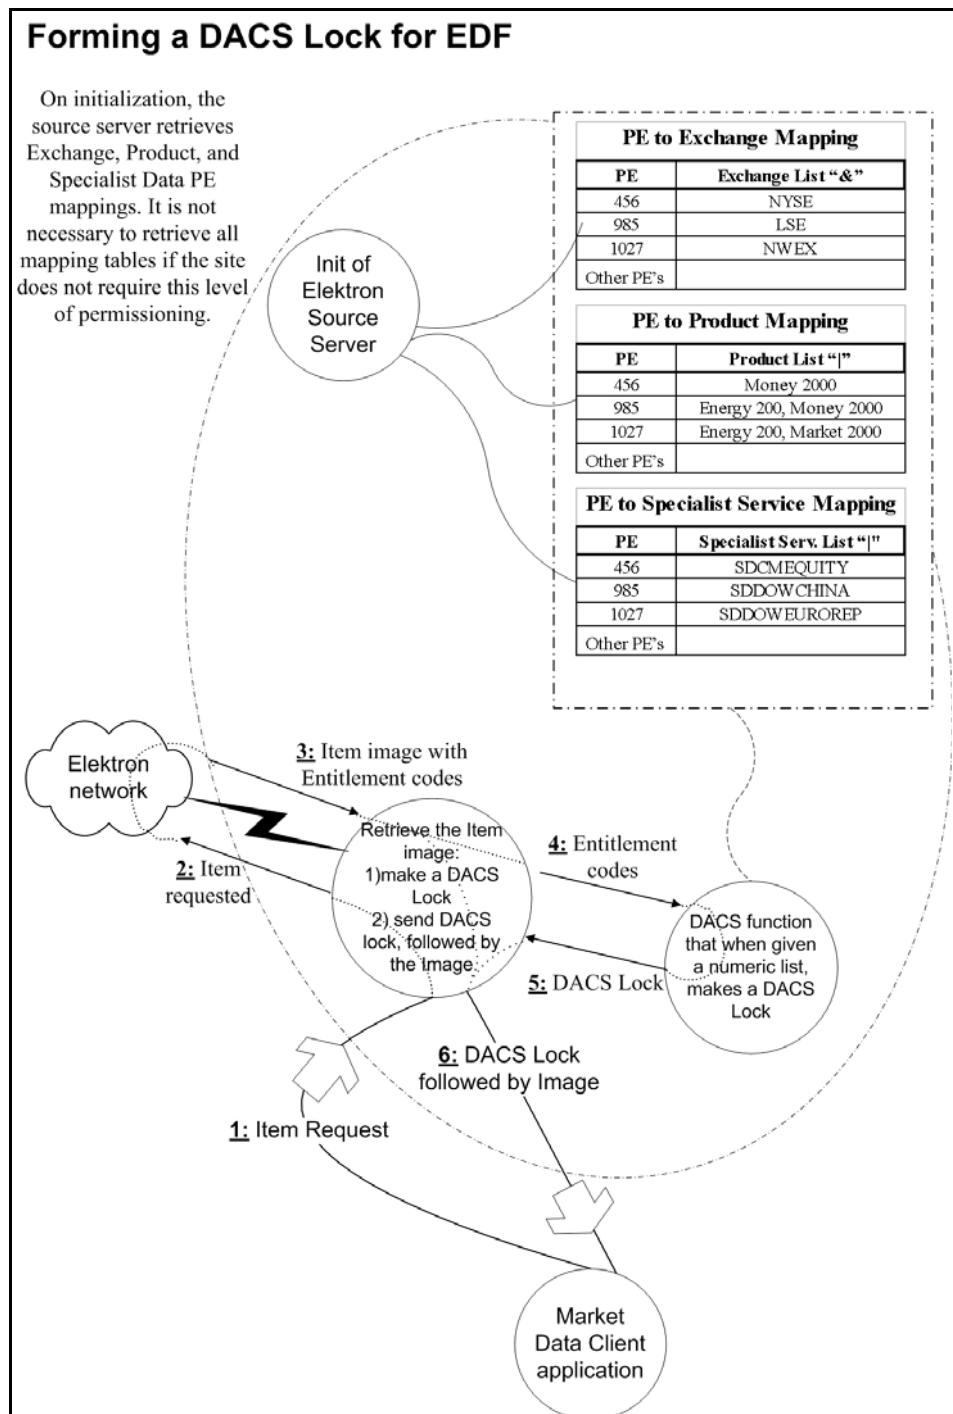 Forming a DACS Lock for EDF
On initialization, the
source server retrieves
Exchange, Product, and
Specialist Data PE
mappings. It is not
necessary to retrieve all
mapping tables if the site
does not require this level
of permissioning.
Init of
Elektron
Source
Server
PE to Exchange Mapping
PE Exchange List “&”
456 NYSE
985 LSE
1027 NWEX
Other PE's
PE to Product Mapping
PE Product List “|”
456 Money 2000
985 Energy 200, Money 2000
1027 Energy 200, Market 2000
Other PE's
PE to Specialist Service Mapping
PE Specialist Serv. List “|"
456 SDCMEQUITY
985 SDDOWCHINA
1027 SDDOWEUROREP
Other PE's
Elektron
network
3: Item image with
Entitlement codes
2: Item
requested
Retrieve the Item
image:
1)make a DACS
Lock
2) send DACS
lock, followed by
the Image
4: Entitlement
codes
5: DACS Lock
DACS function
that when given
a numeric list,
makes a DACS
Lock
6: DACS Lock
followed by Image
1: Item Request
Market
Data Client
application